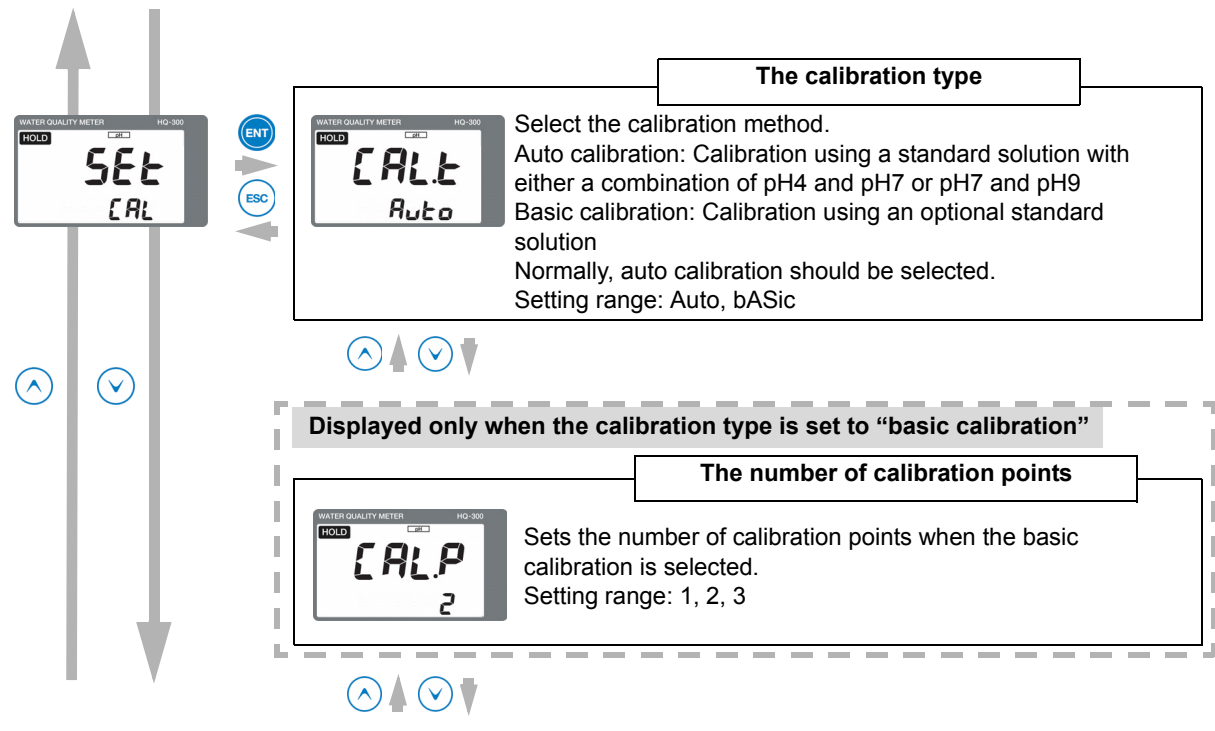 The calibration type
WATER QUALITY METER HQ-300
HOLD pH
SEt
CAL
ENT
ESC
WATER QUALITY METER HQ-300
HOLD pH
CAL.t
Auto
Select the calibration method.
Auto calibration: Calibration using a standard solution with
either a combination of pH4 and pH7 or pH7 and pH9
Basic calibration: Calibration using an optional standard
solution
Normally, auto calibration should be selected.
Setting range: Auto, bASic
Displayed only when the calibration type is set to “basic calibration”
The number of calibration points
WATER QUALITY METER HQ-300
HOLD pH
CAL.P
2
Sets the number of calibration points when the basic
calibration is selected.
Setting range: 1, 2, 3